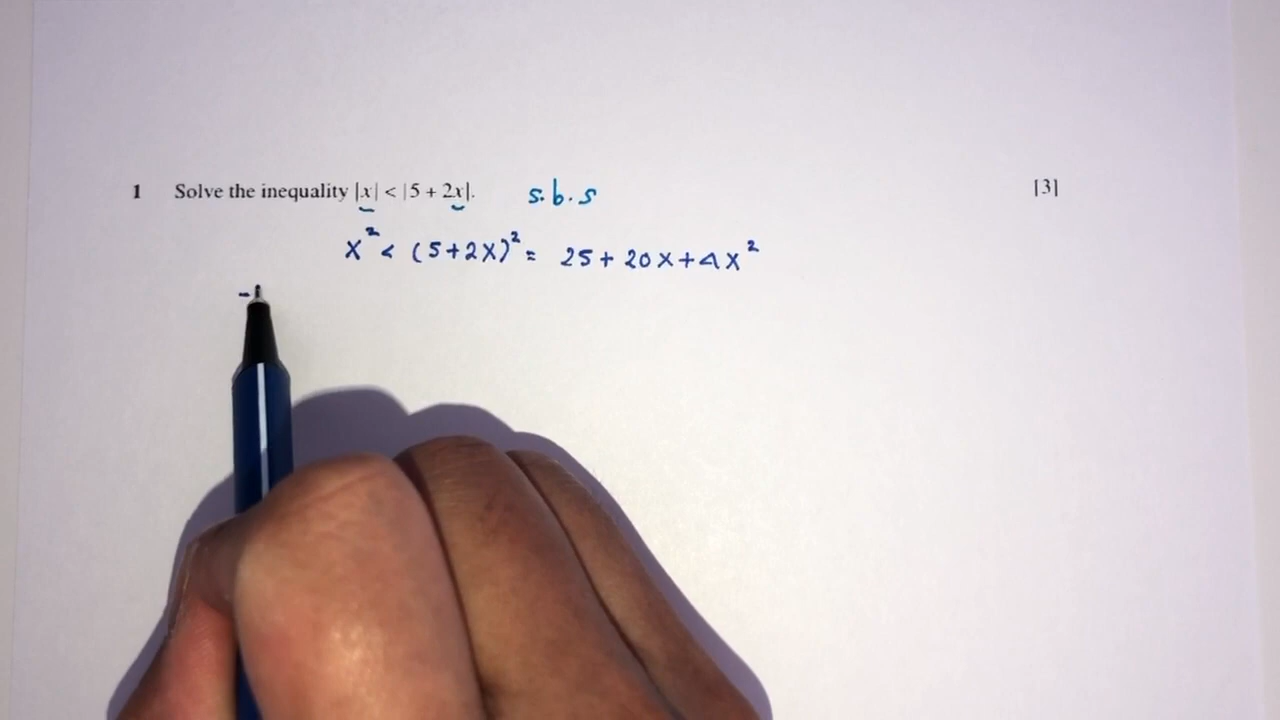 1 Solve the inequality |x| < |5 + 2x|. s.b.s [3]
x² < (5+2x)² = 25 + 20x + 4x²
-